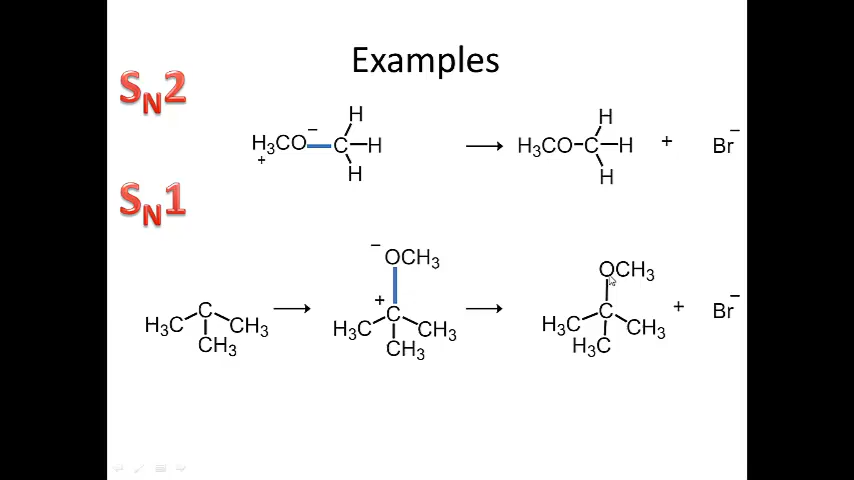 Examples
SN2
H₃CO⁻ + C H H H → H₃CO C H H H + Br⁻
SN1
H₃C C CH₃ CH₃ → ⁻OCH₃ + C H₃C CH₃ CH₃ → OCH₃ C H₃C CH₃ H₃C + Br⁻